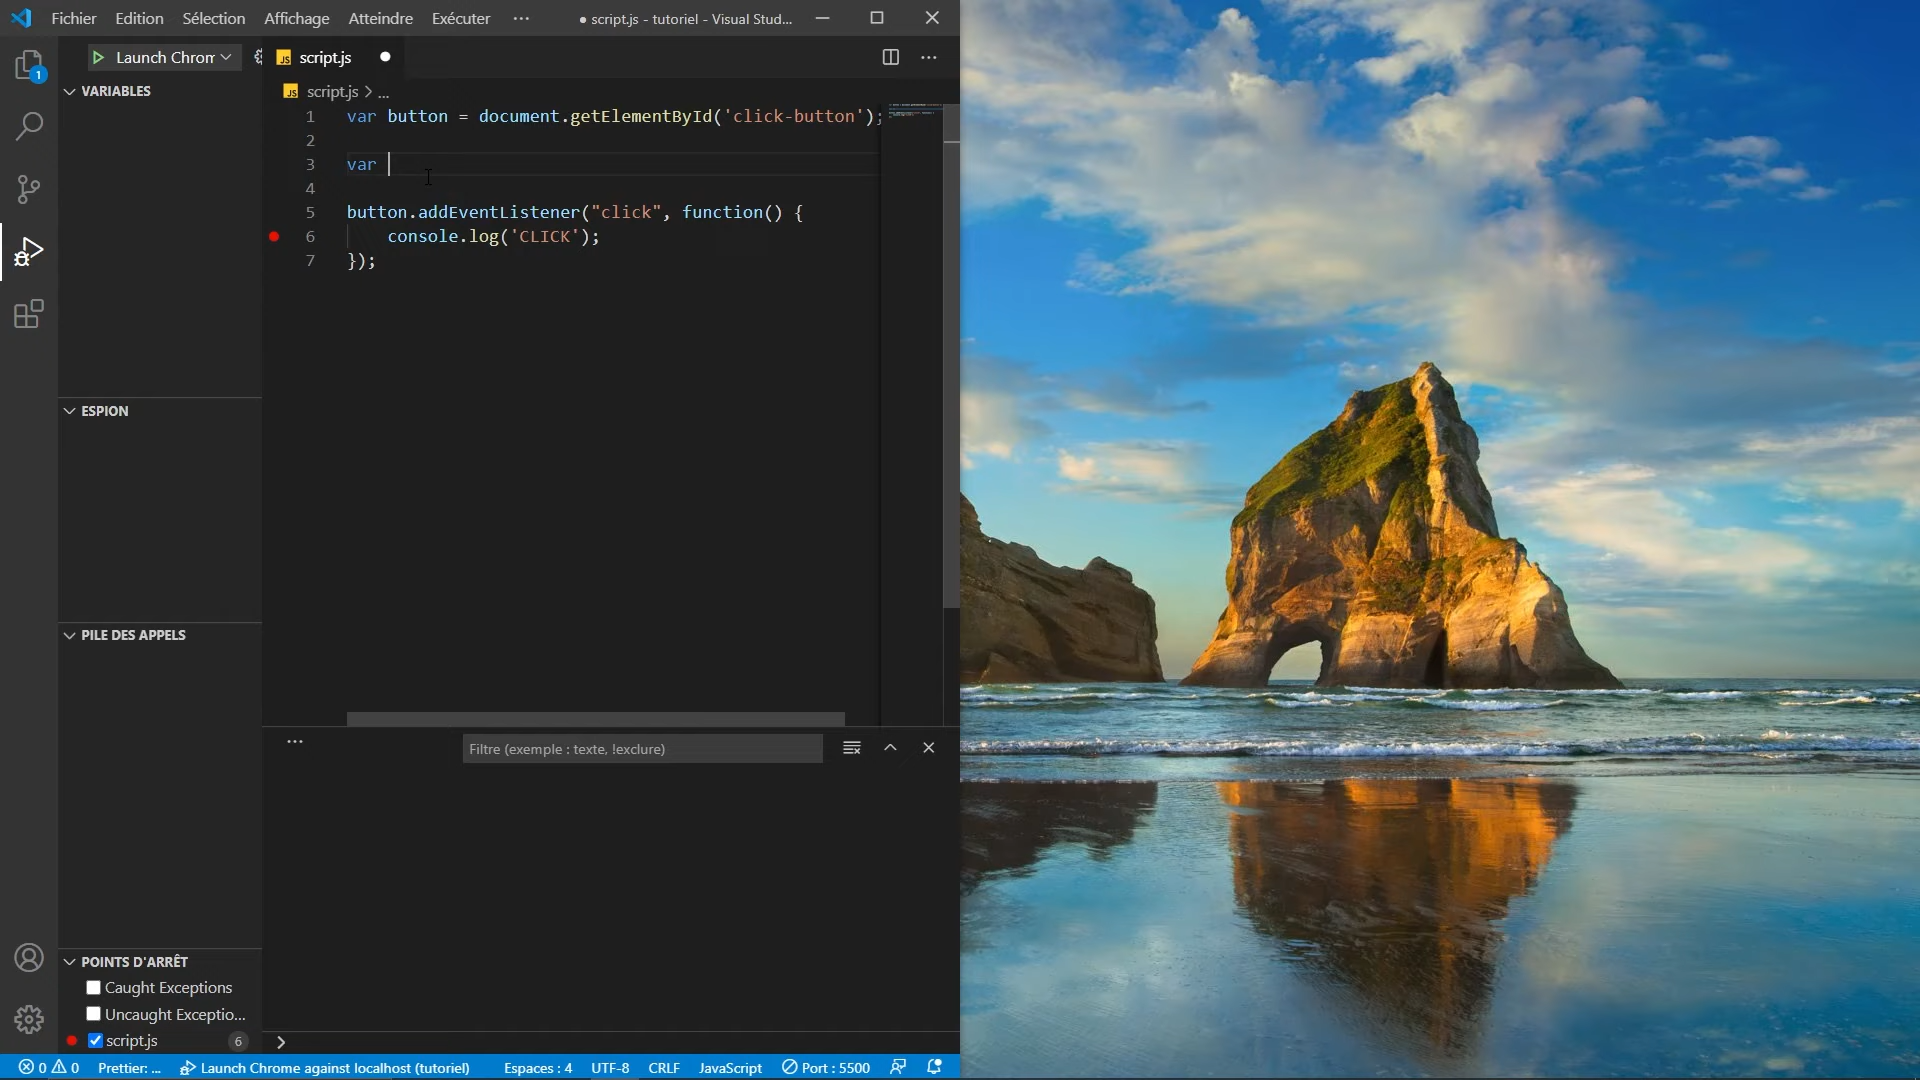 Fichier Edition Sélection Affichage Atteindre Exécuter ··· ● script.js - tutoriel - Visual Stud...
Launch Chrom
script.js
1
VARIABLES
script.js > ...
1 var button = document.getElementById('click-button');
2
3 var
4
5 button.addEventListener("click", function() {
6 console.log('CLICK');
7 });
ESPION
PILE DES APPELS
Filtre (exemple : texte, !exclure)
POINTS D'ARRÊT
Caught Exceptions
Uncaught Exceptio...
script.js 6
0 0 Prettier: ... Launch Chrome against localhost (tutoriel) Espaces : 4 UTF-8 CRLF JavaScript Port : 5500